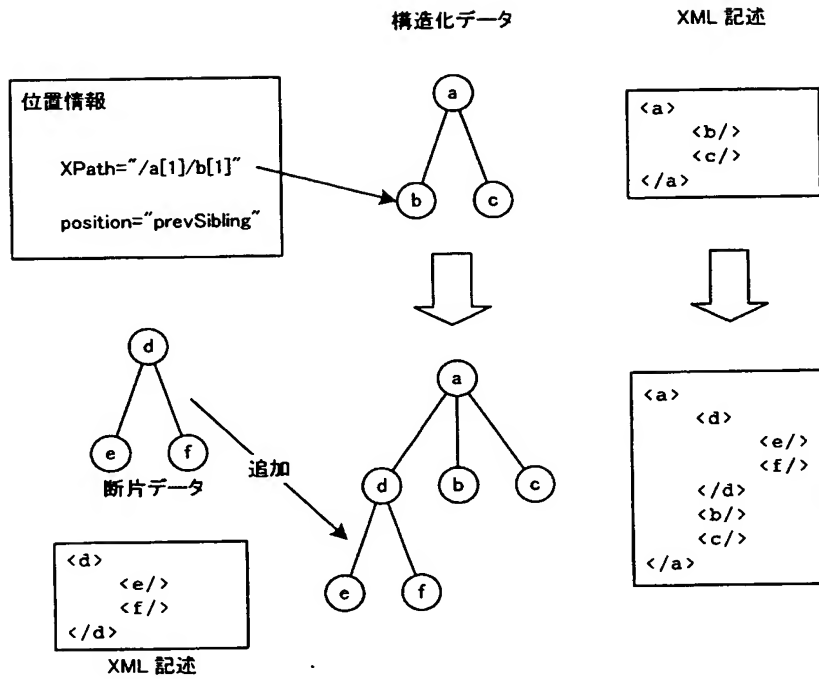 構造化データ
XML 記述
位置情報
XPath="/a[1]/b[1]"
position="prevSibling"
a
b
c
<a>
<b/>
<c/>
</a>
d
e
f
断片データ
追加
a
d
b
c
e
f
<a>
<d>
<e/>
<f/>
</d>
<b/>
<c/>
</a>
<d>
<e/>
<f/>
</d>
XML 記述